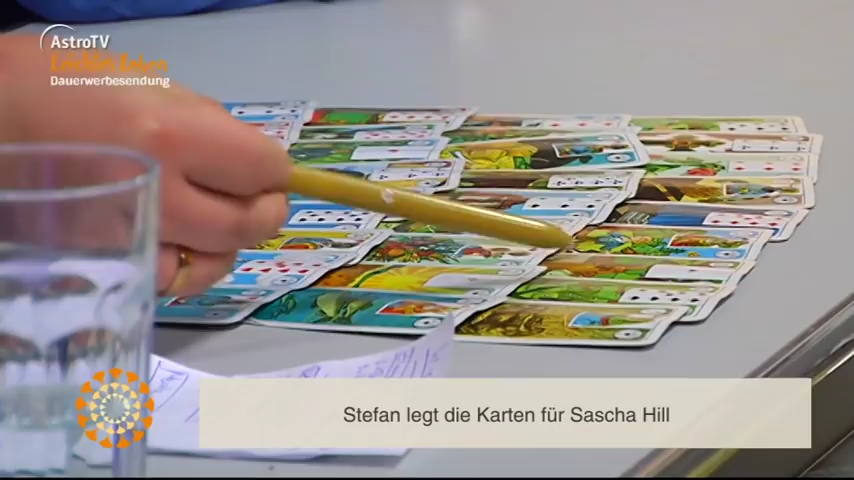 AstroTV
Dauerwerbesendung
Stefan legt die Karten für Sascha Hill